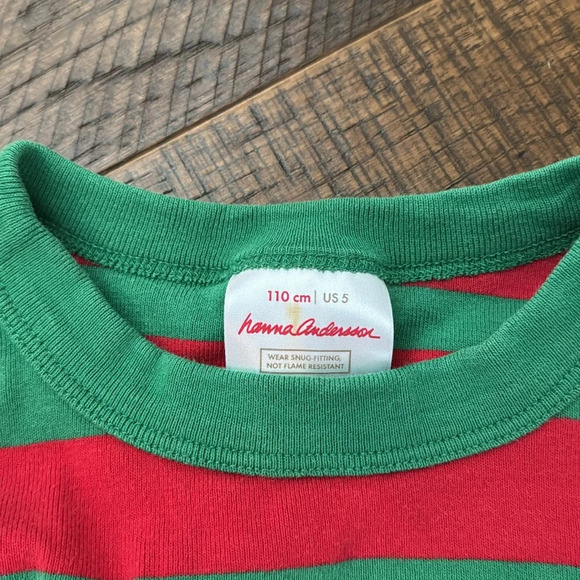 110 cm | US 5
hanna Andersson
WEAR SNUG-FITTING,
NOT FLAME RESISTANT